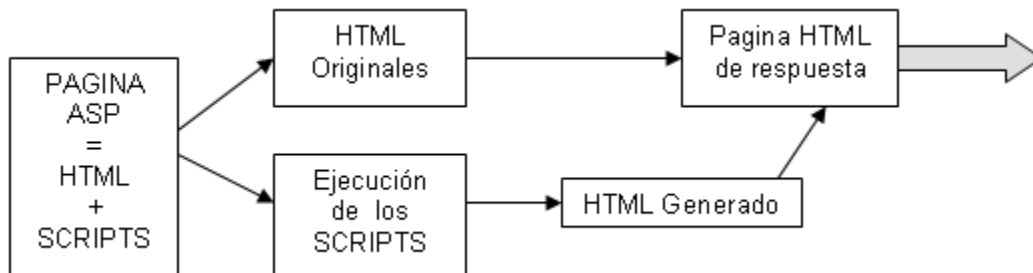 PAGINA
ASP
=
HTML
+
SCRIPTS
HTML
Originales
Ejecución
de los
SCRIPTS
HTML Generado
Pagina HTML
de respuesta